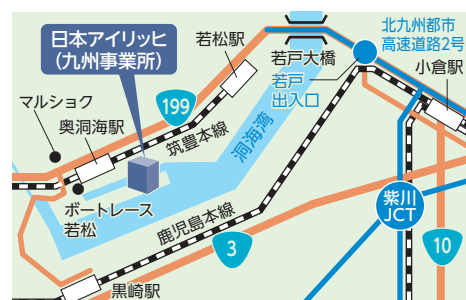 日本アイリッヒ
(九州事業所)
若松駅
若戸大橋
北九州都市
高速道路2号
若戸
出入口
小倉駅
マルショク
199
奥洞海駅
筑豊本線
洞海湾
ボートレース
若松
鹿児島本線
紫川
JCT
3
10
黒崎駅